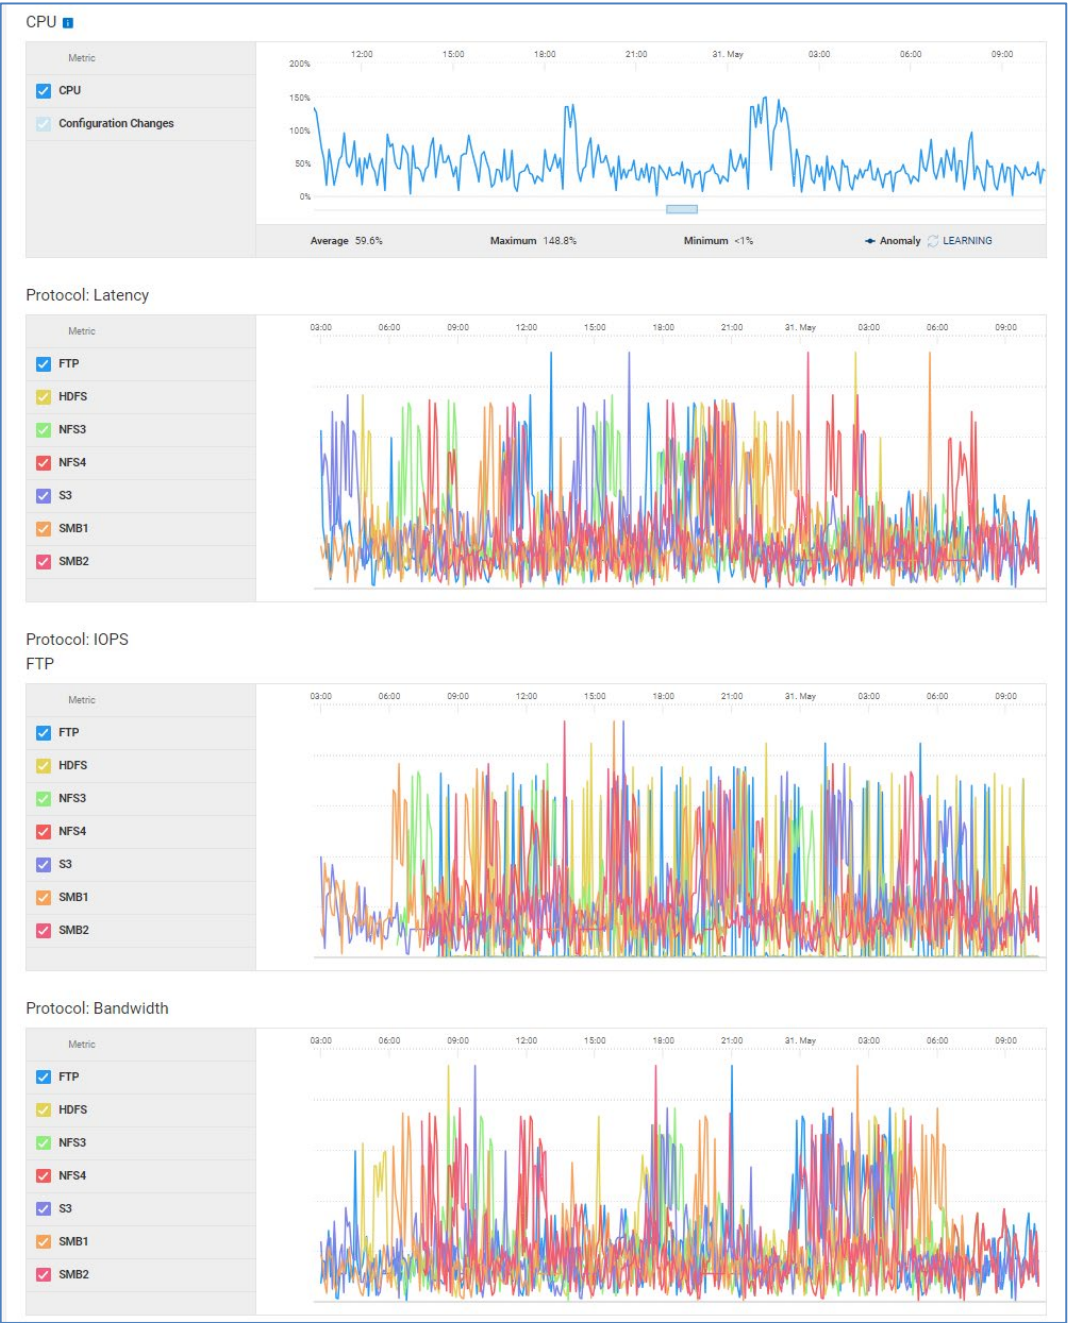 CPU i
Metric
CPU
Configuration Changes
12:00 15:00 18:00 21:00 31. May 03:00 06:00 09:00
200%
150%
100%
50%
0%
Average 59.6% Maximum 148.8% Minimum <1% Anomaly LEARNING
Protocol: Latency
Metric
FTP
HDFS
NFS3
NFS4
S3
SMB1
SMB2
03:00 06:00 09:00 12:00 15:00 18:00 21:00 31. May 03:00 06:00 09:00
Protocol: IOPS
FTP
Metric
FTP
HDFS
NFS3
NFS4
S3
SMB1
SMB2
03:00 06:00 09:00 12:00 15:00 18:00 21:00 31. May 03:00 06:00 09:00
Protocol: Bandwidth
Metric
FTP
HDFS
NFS3
NFS4
S3
SMB1
SMB2
03:00 06:00 09:00 12:00 15:00 18:00 21:00 31. May 03:00 06:00 09:00